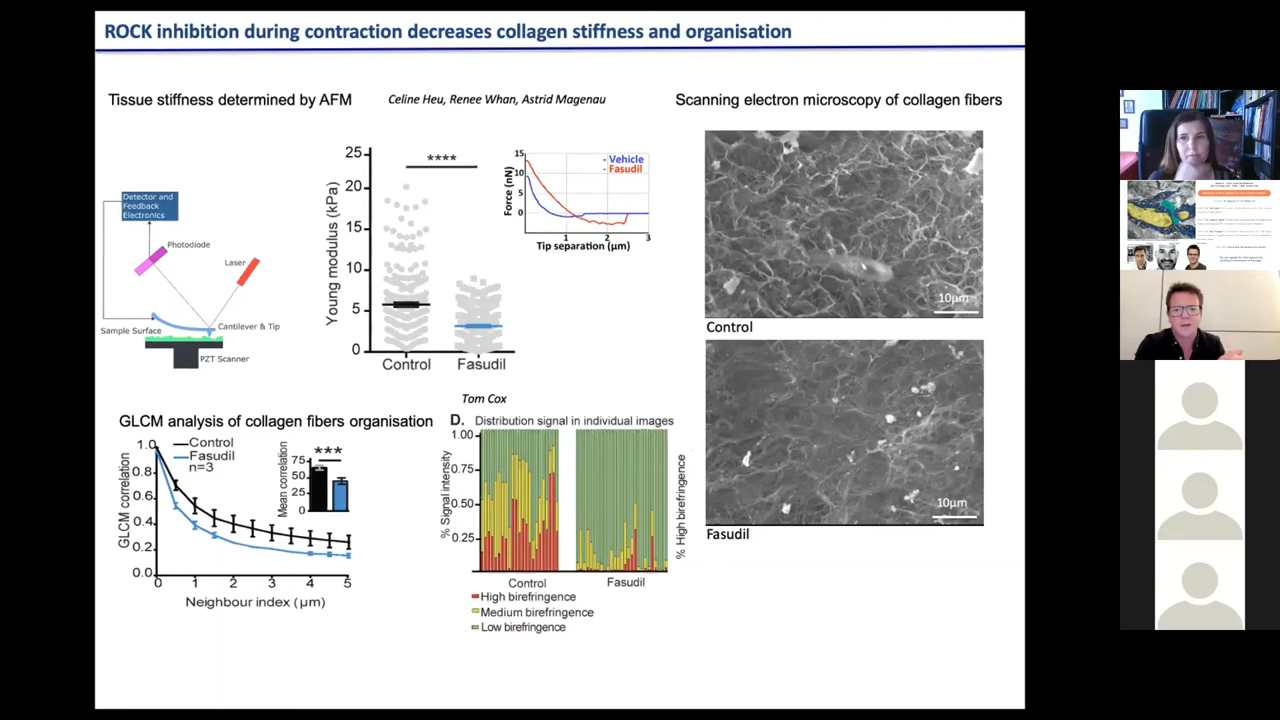 ROCK inhibition during contraction decreases collagen stiffness and organisation
Tissue stiffness determined by AFM
Celine Heu, Renee Whan, Astrid Magenau
Scanning electron microscopy of collagen fibers
Detector and
Feedback
Electronics
Photodiode
Laser
Cantilever & Tip
Sample Surface
PZT Scanner
Young modulus (kPa)
25
20
15
10
5
0
****
Control
Fasudil
Force (nN)
15
10
5
0
- Vehicle
- Fasudil
1
2
3
Tip separation (µm)
10µm
Control
10µm
Fasudil
GLCM analysis of collagen fibers organisation
GLCM correlation
1.0
0.8
0.6
0.4
0.2
0.0
Control
Fasudil
n=3
Mean correlation
75
50
25
0
***
0
1
2
3
4
5
Neighbour index (µm)
Tom Cox
D. Distribution signal in individual images
% Signal intensity
1.00
0.75
0.50
0.25
Control
Fasudil
High birefringence
Medium birefringence
Low birefringence
% High birefringence